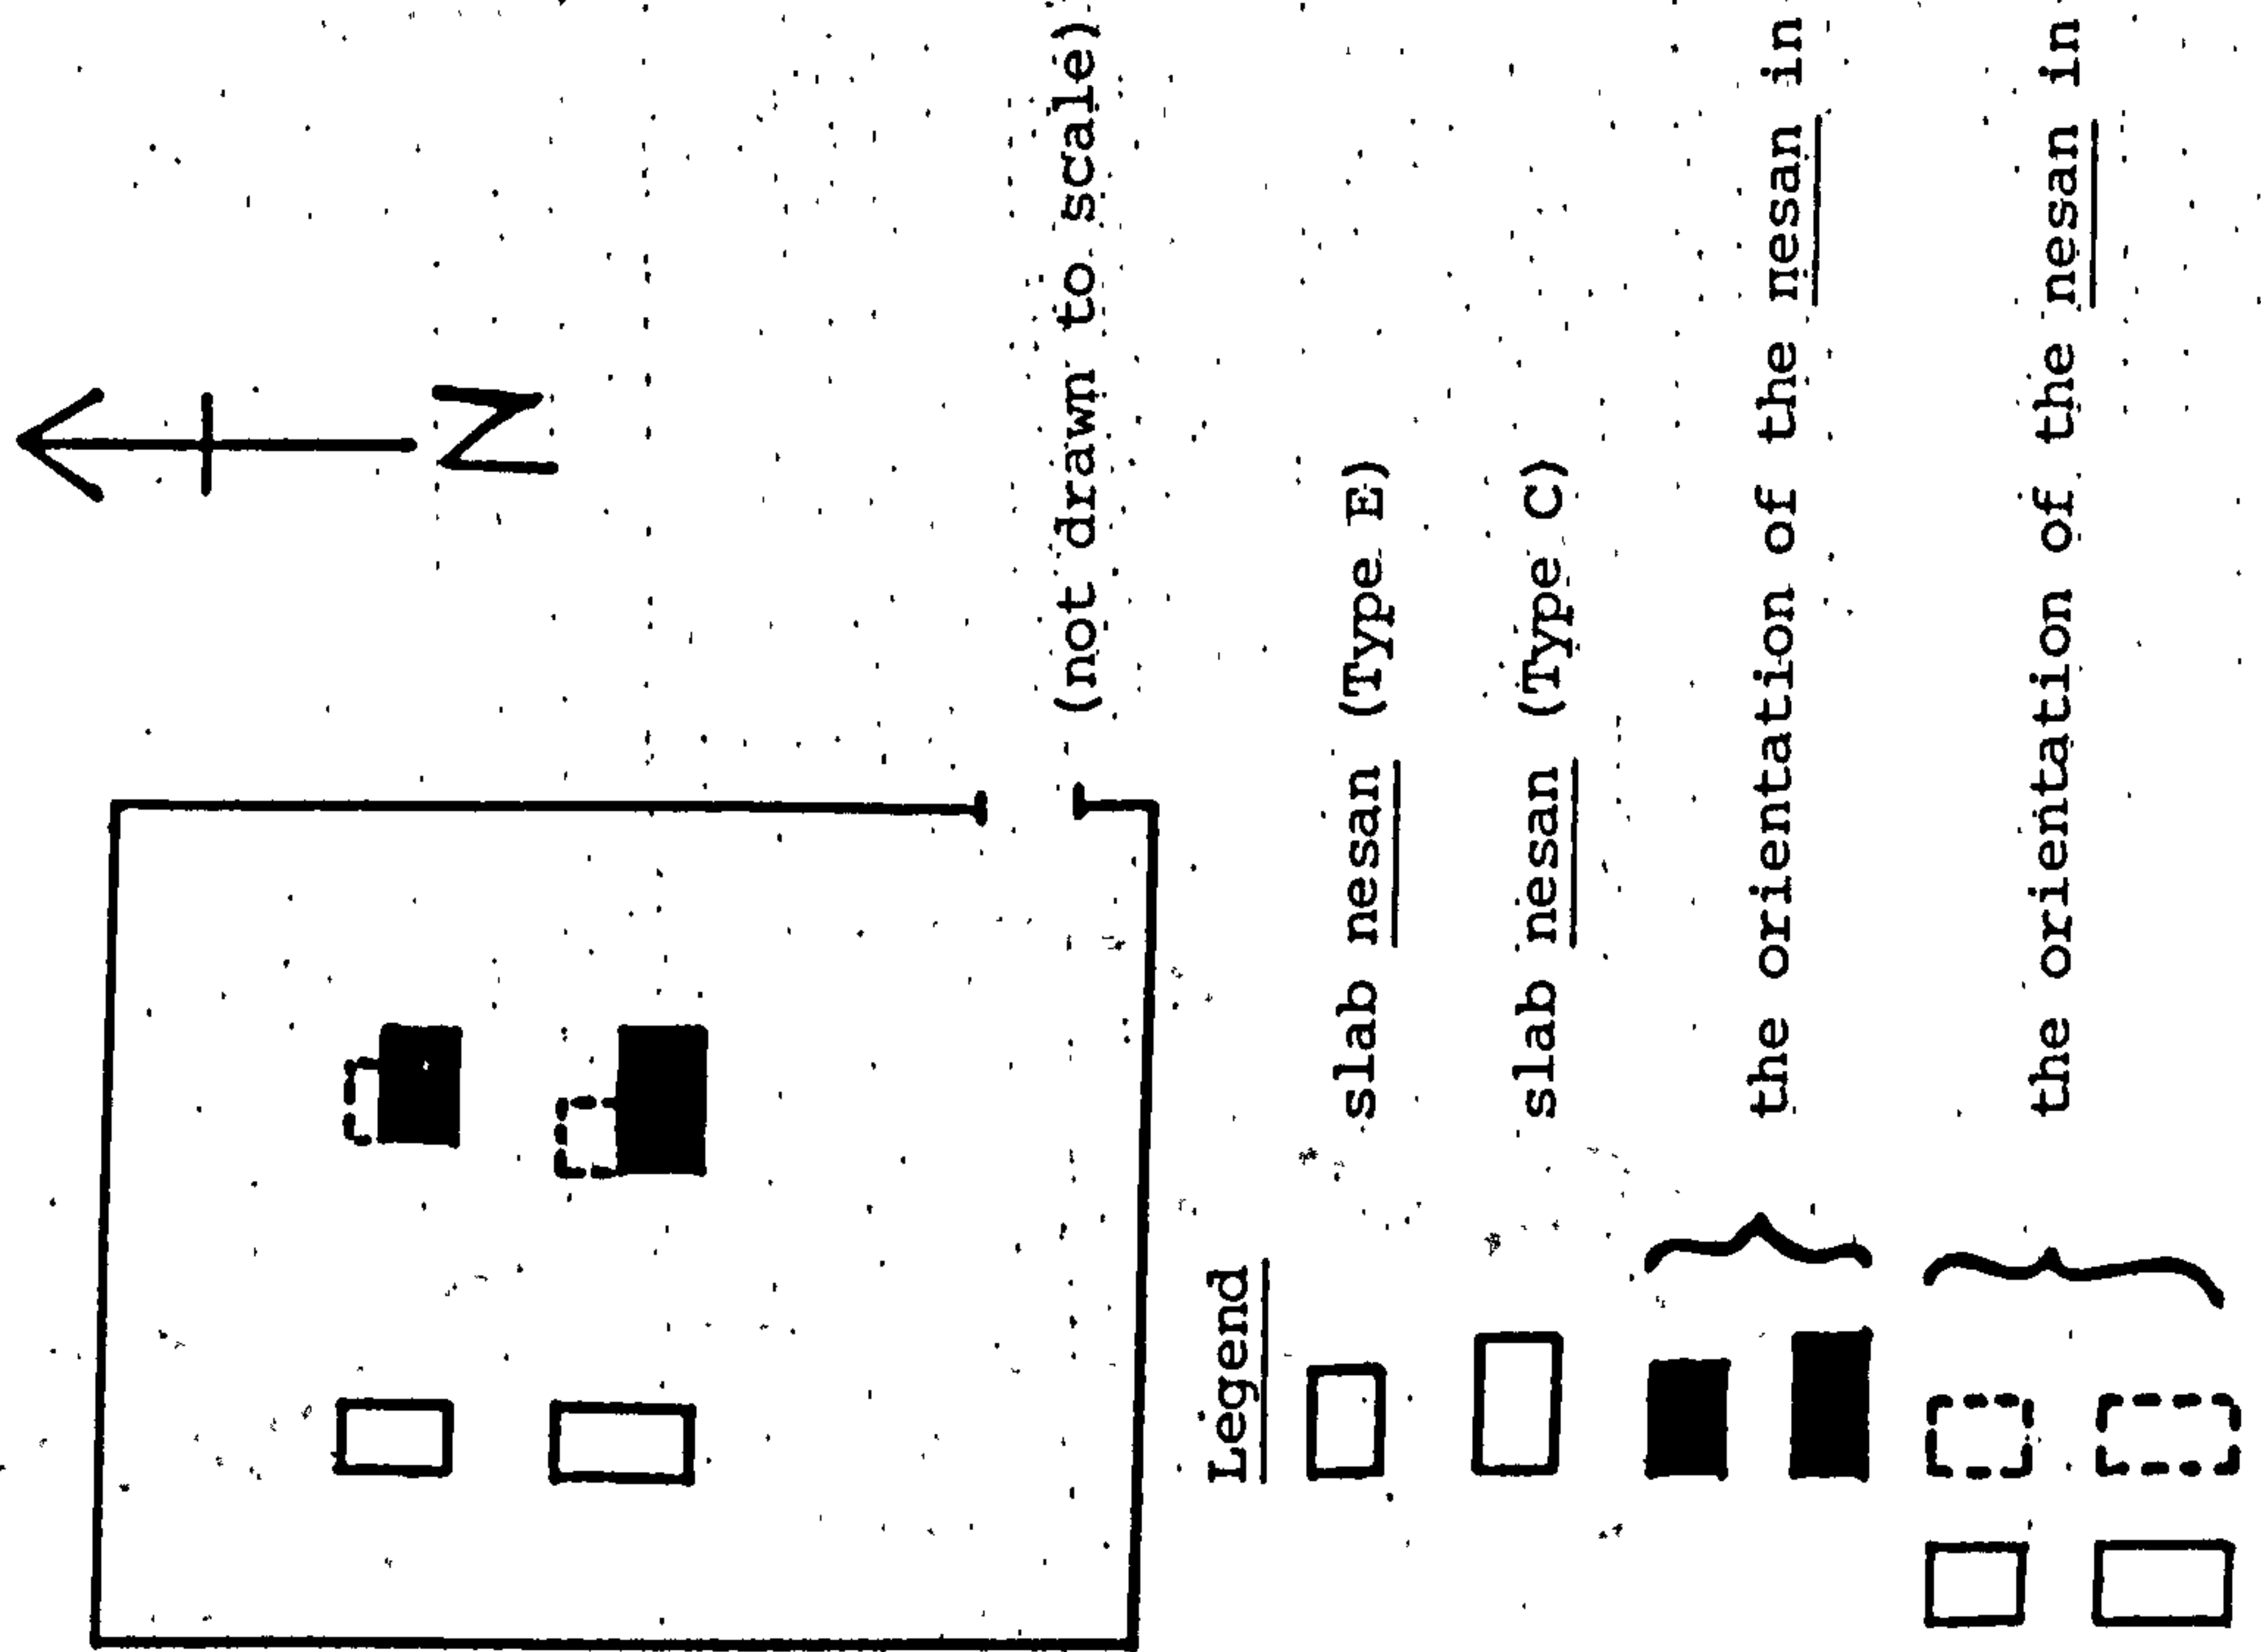 N
(not drawn to scale)
Legend
slab nesan (Type E)
slab nesan (Type C)
the orientation of the nesan in
the orientation of the nesan in